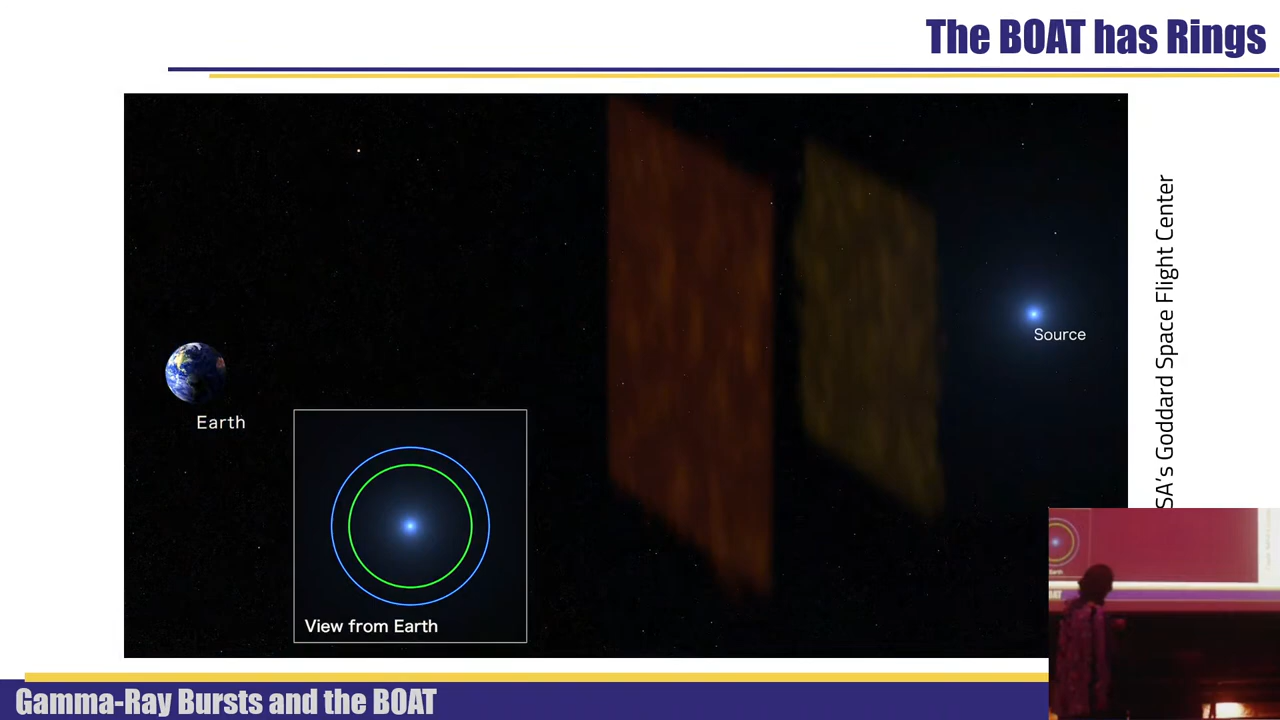 The BOAT has Rings
Source
Earth
View from Earth
SA's Goddard Space Flight Center
Gamma-Ray Bursts and the BOAT